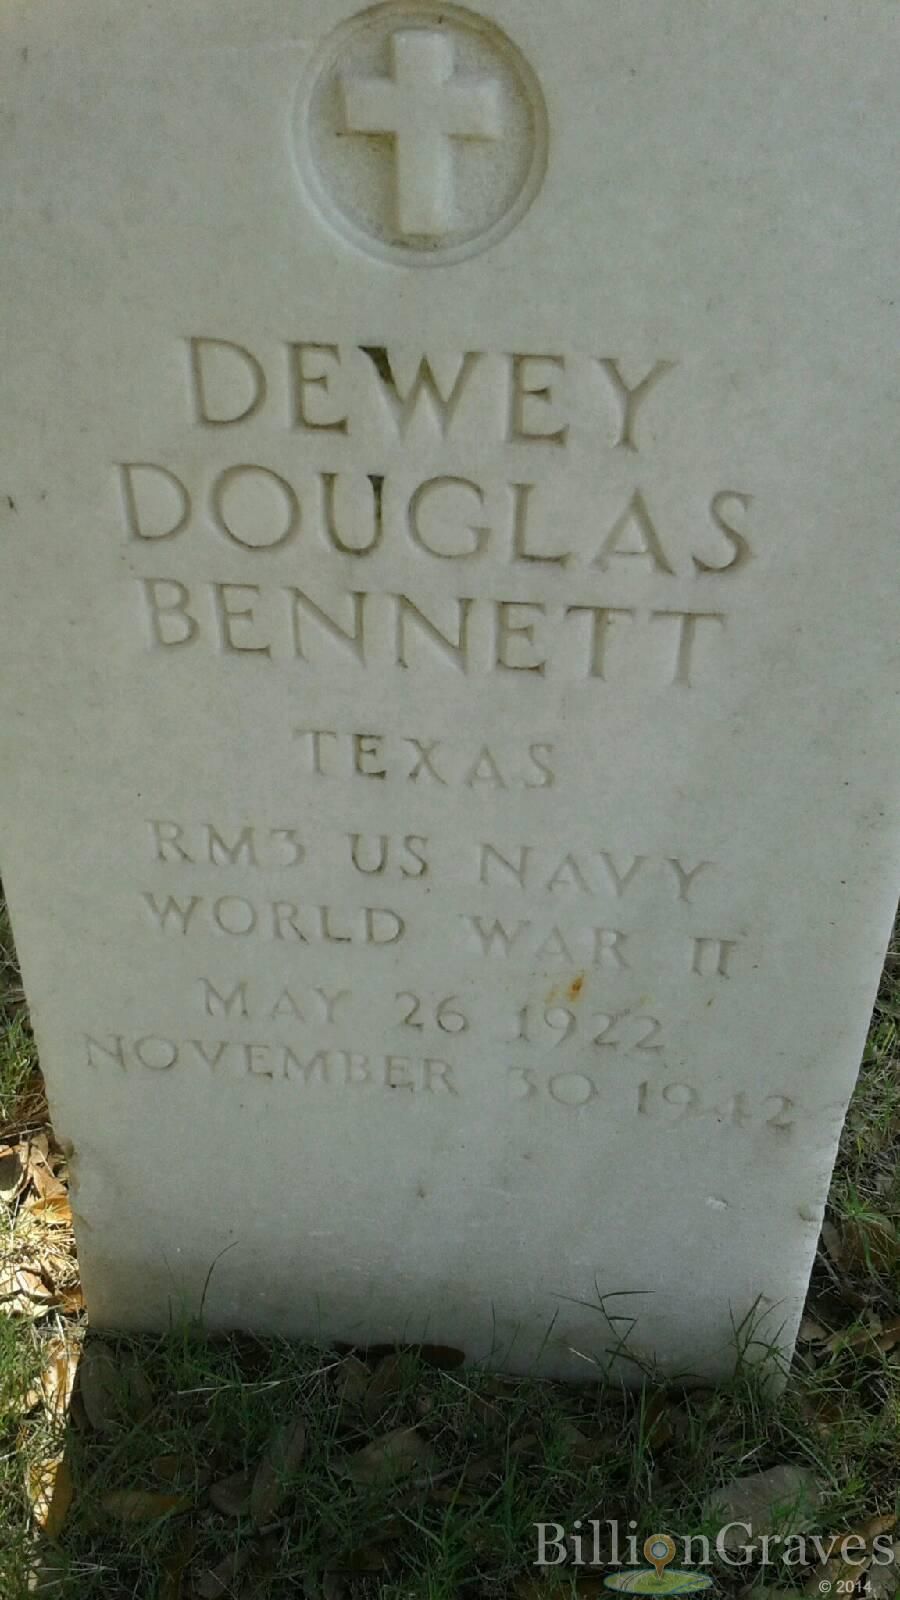 DEWEY
DOUGLAS
BENNETT
TEXAS
RM3 US NAVY
WORLD WAR II
MAY 26 1922
NOVEMBER 30 1942
BillionGraves
© 2014